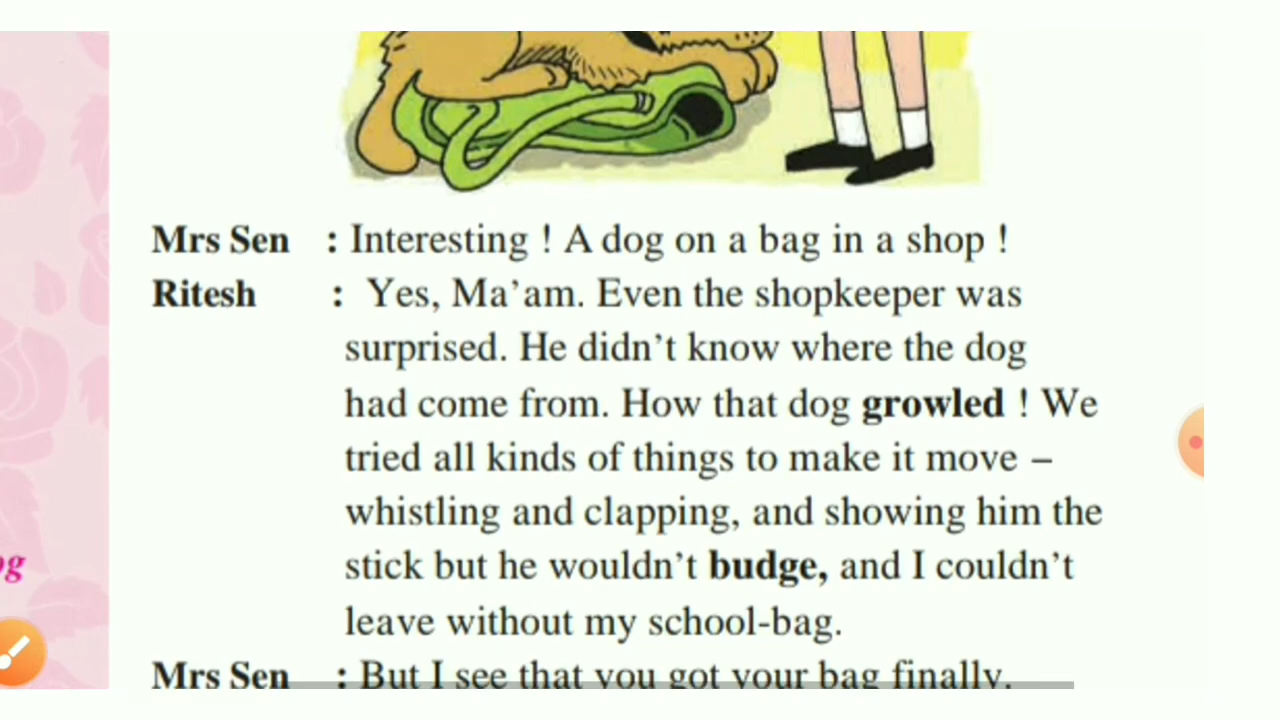 Mrs Sen : Interesting ! A dog on a bag in a shop !
Ritesh : Yes, Ma’am. Even the shopkeeper was
surprised. He didn’t know where the dog
had come from. How that dog growled ! We
tried all kinds of things to make it move –
whistling and clapping, and showing him the
stick but he wouldn’t budge, and I couldn’t
leave without my school-bag.
Mrs Sen : But I see that you got your bag finally.